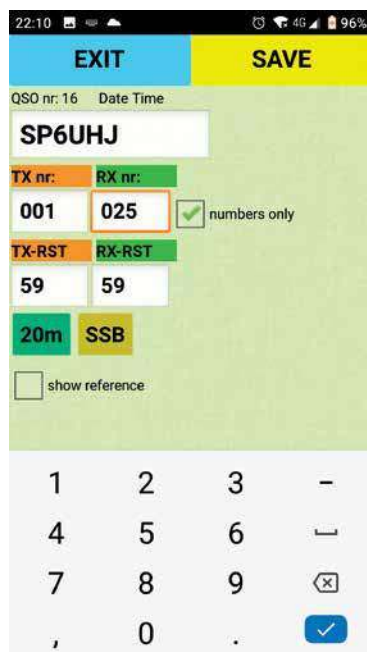 22:10 4G 96%
EXIT SAVE
QSO nr: 16 Date Time
SP6UHJ
TX nr: RX nr:
001 025 numbers only
TX-RST RX-RST
59 59
20m SSB
show reference
1 2 3 -
4 5 6
7 8 9
, 0 .